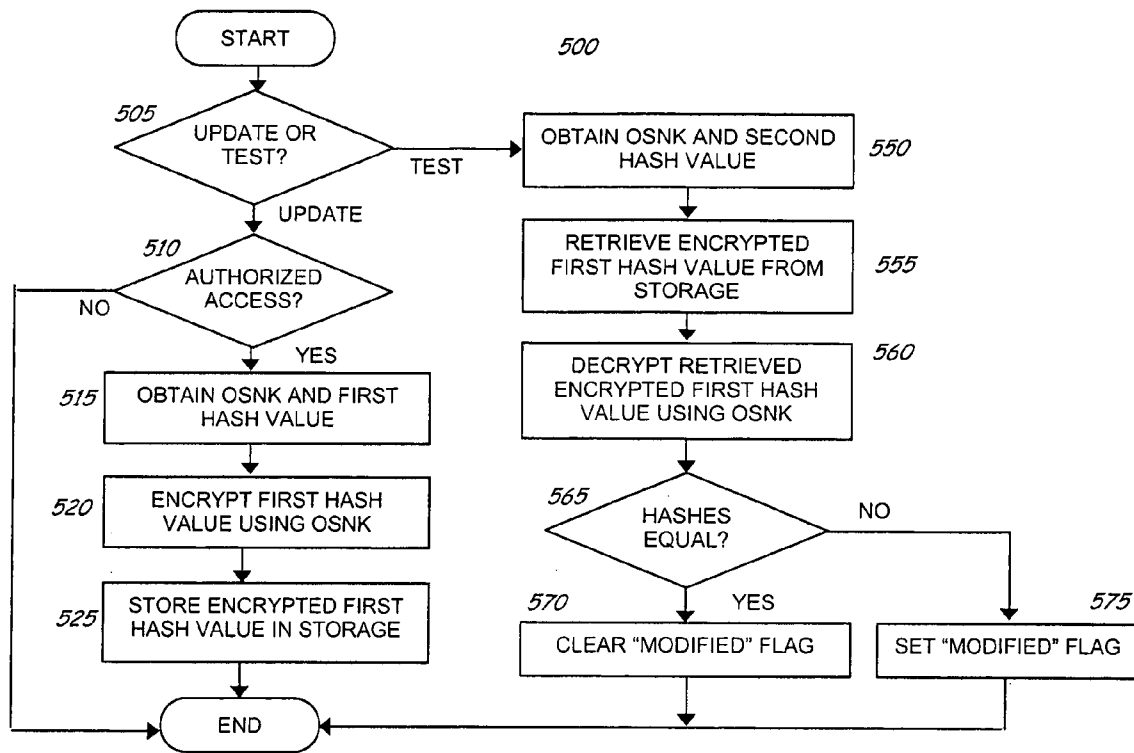 START
500
505
UPDATE OR
TEST?
TEST
UPDATE
510
AUTHORIZED
ACCESS?
NO
YES
515
OBTAIN OSNK AND FIRST
HASH VALUE
520
ENCRYPT FIRST HASH
VALUE USING OSNK
525
STORE ENCRYPTED FIRST
HASH VALUE IN STORAGE
END
OBTAIN OSNK AND SECOND
HASH VALUE
550
RETRIEVE ENCRYPTED
FIRST HASH VALUE FROM
STORAGE
555
DECRYPT RETRIEVED
ENCRYPTED FIRST HASH
VALUE USING OSNK
560
565
HASHES
EQUAL?
NO
YES
570
CLEAR “MODIFIED” FLAG
575
SET “MODIFIED” FLAG